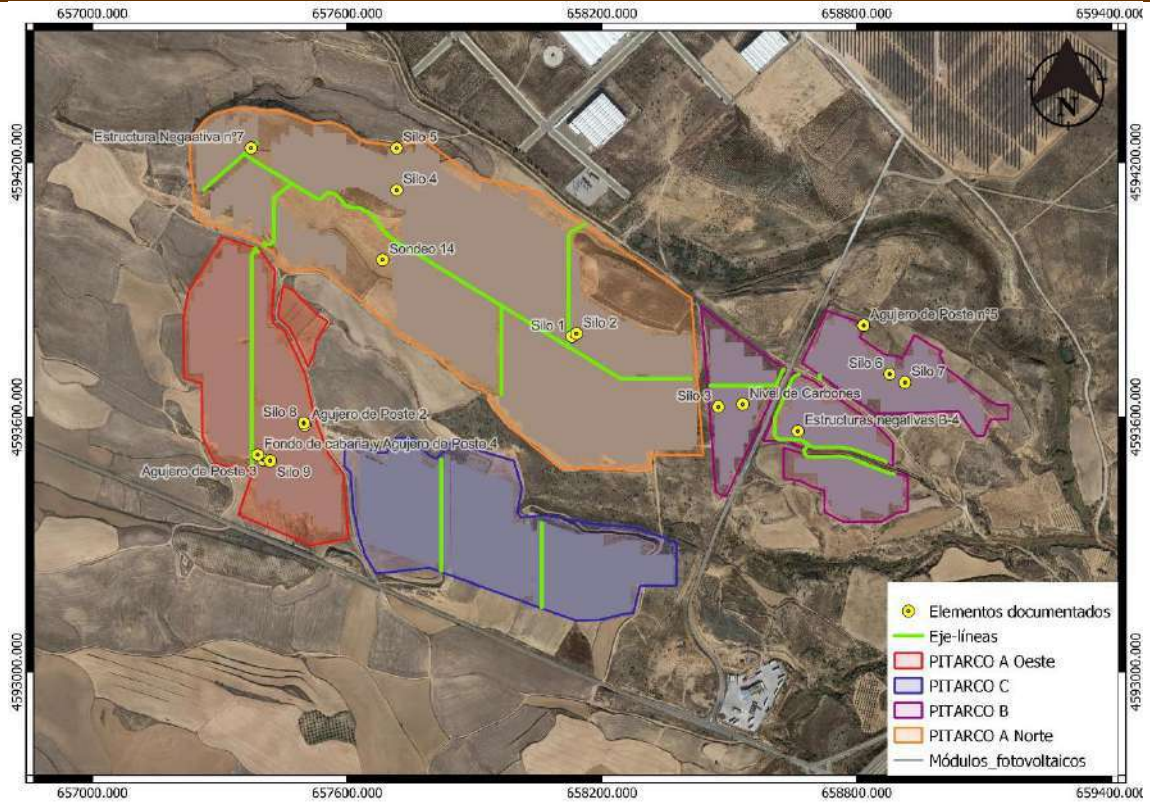 657000.000 657600.000 658200.000 658800.000 659400.000
4594200.000 4594200.000
4593600.000 4593600.000
4593000.000 4593000.000
N
Estructura Negaativa nº7
Silo 5
Silo 4
Sondeo 14
Silo 1 Silo 2
Agujero de Poste nº5
Silo 6 Silo 7
Silo 3 Nivel de Carbones
Estructuras negativas B-4
Silo 8 Agujero de Poste 2
Fondo de cabaña y Agujero de Poste 4
Agujero de Poste 3 Silo 9
Elementos documentados
Eje-líneas
PITARCO A Oeste
PITARCO C
PITARCO B
PITARCO A Norte
Módulos_fotovoltaicos
657000.000 657600.000 658200.000 658800.000 659400.000